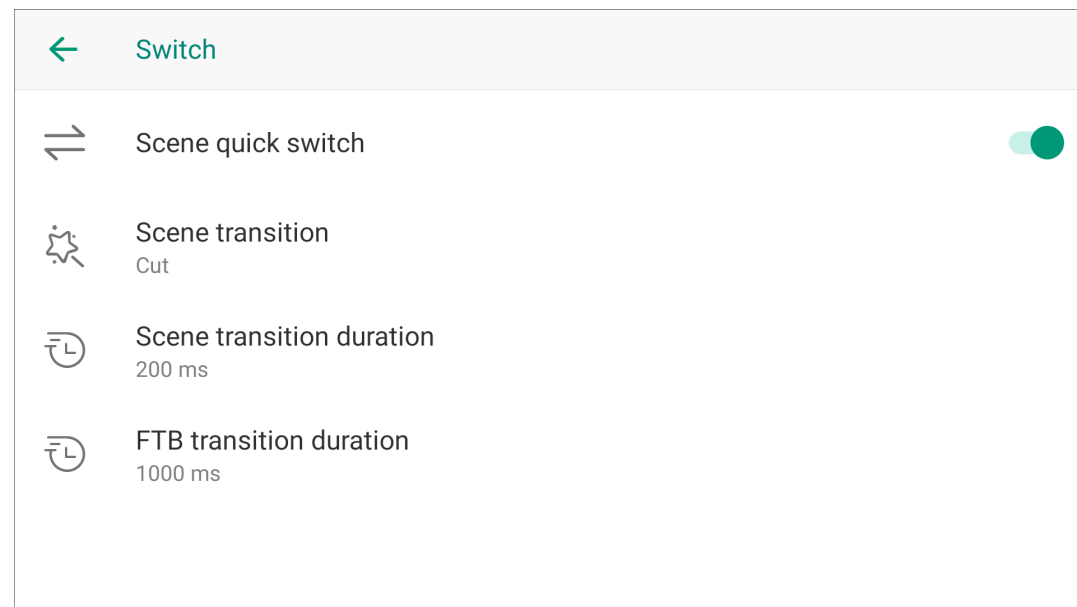 Switch
Scene quick switch
Scene transition
Cut
Scene transition duration
200 ms
FTB transition duration
1000 ms